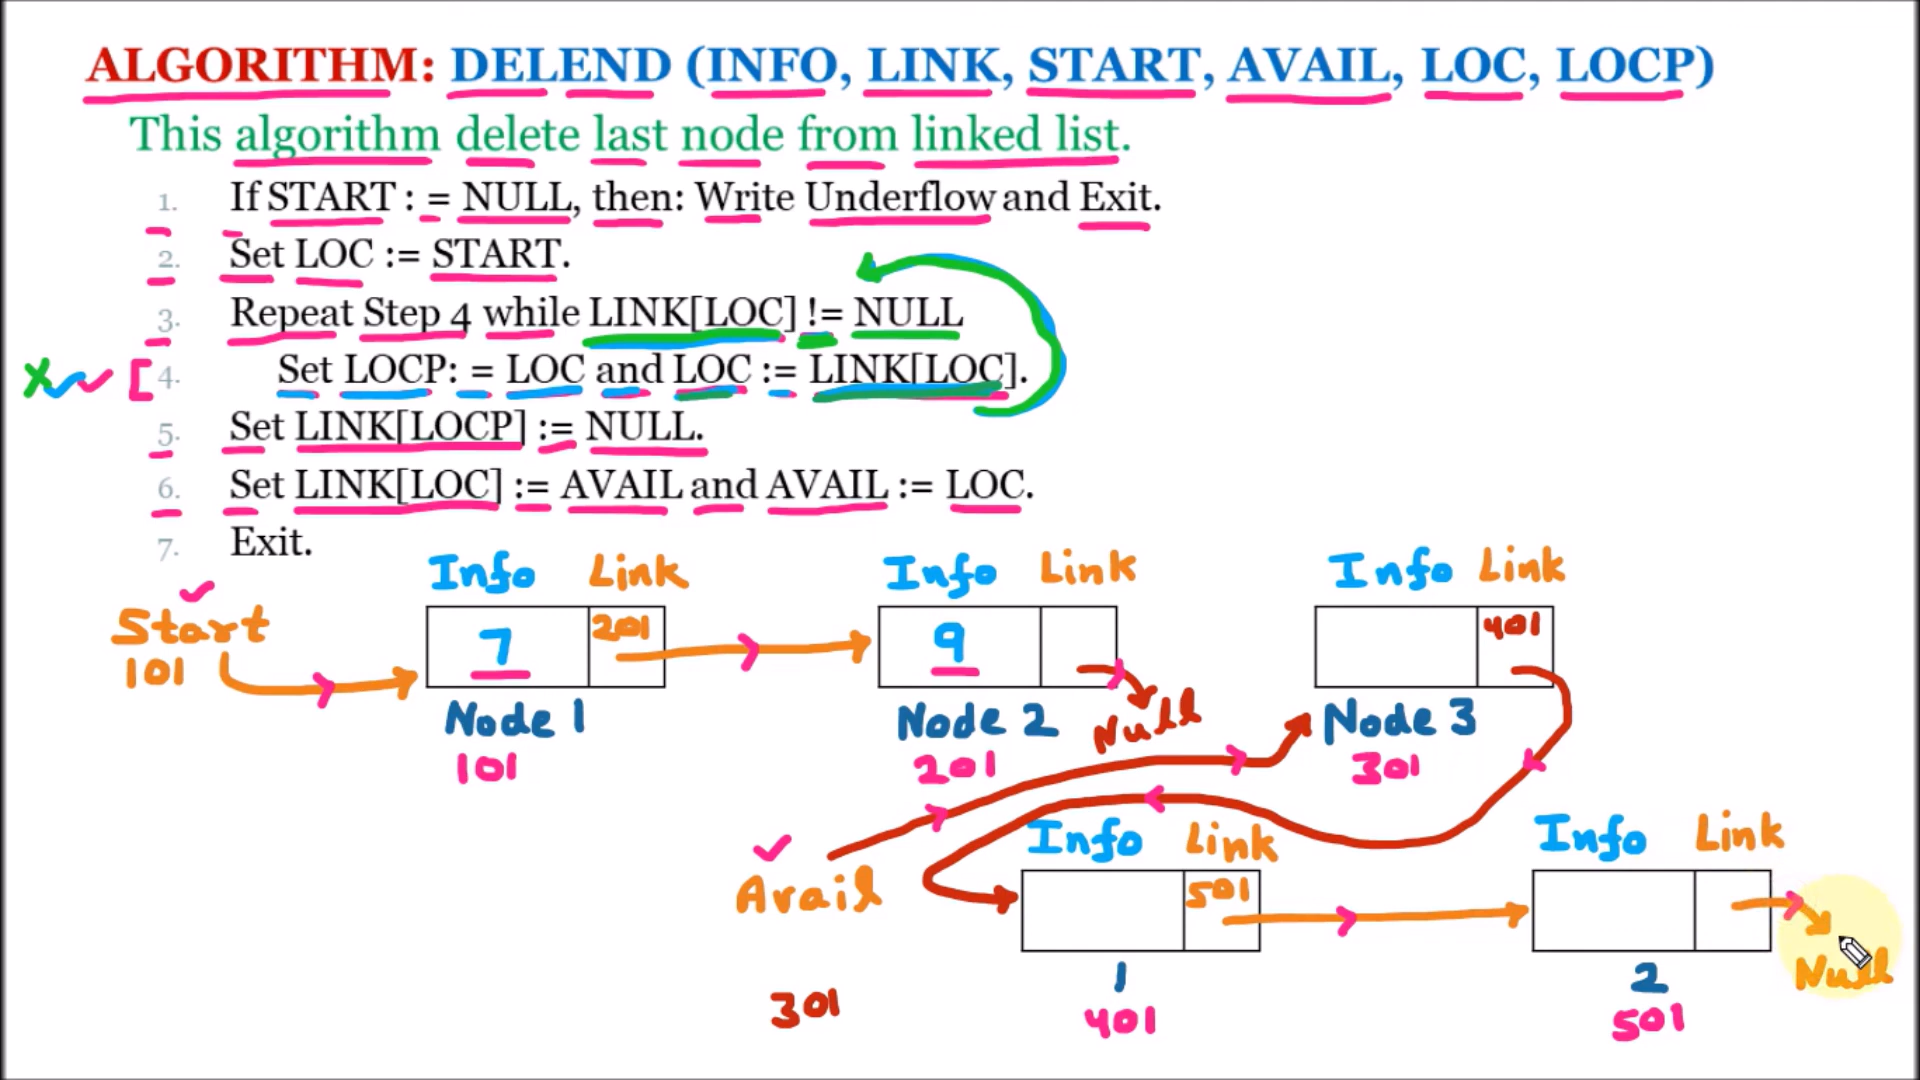 ALGORITHM: DELEND (INFO, LINK, START, AVAIL, LOC, LOCP)
This algorithm delete last node from linked list.
1. If START : = NULL, then: Write Underflow and Exit.
2. Set LOC := START.
3. Repeat Step 4 while LINK[LOC] != NULL
[ 4. Set LOCP: = LOC and LOC := LINK[LOC].
5. Set LINK[LOCP] := NULL.
6. Set LINK[LOC] := AVAIL and AVAIL := LOC.
7. Exit.
Info Link Info Link Info Link
Start 7 201 9 401
101
Node 1 Node 2 Null Node 3
101 201 301
Info Link Info Link
Avail 501
1 2 Null
301 401 501